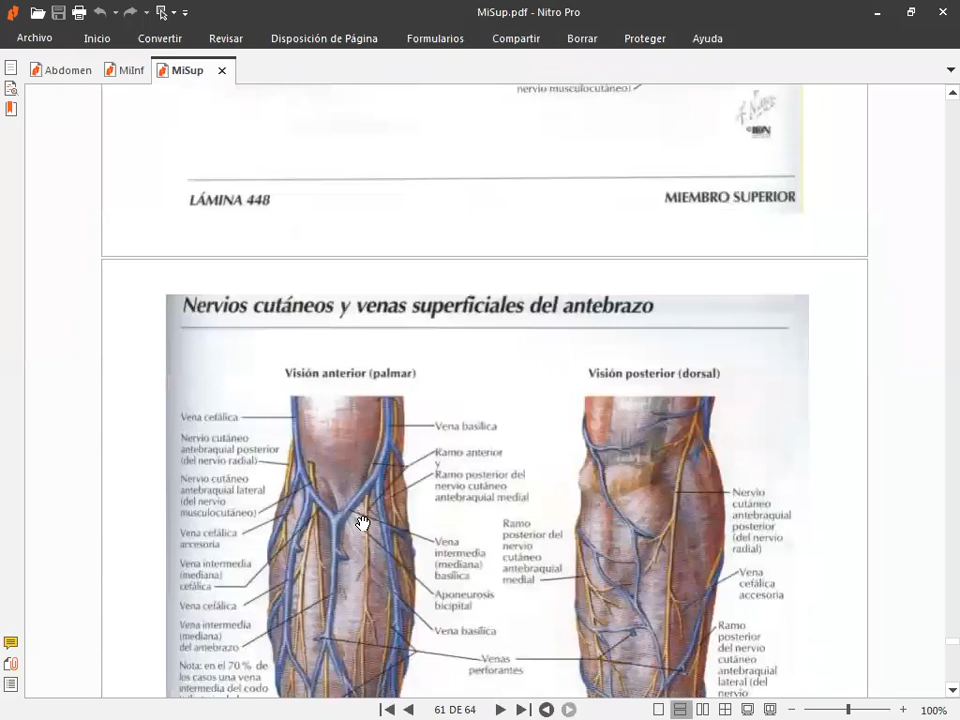 MiSup.pdf - Nitro Pro
Archivo Inicio Convertir Revisar Disposición de Página Formularios Compartir Borrar Proteger Ayuda
Abdomen MiInf MiSup
nervio musculocutáneo)
LÁMINA 448 MIEMBRO SUPERIOR
Nervios cutáneos y venas superficiales del antebrazo
Visión anterior (palmar)
Vena cefálica
Nervio cutáneo
antebraquial posterior
(del nervio radial)
Nervio cutáneo
antebraquial lateral
(del nervio
musculocutáneo)
Vena cefálica
accesoria
Vena intermedia
(mediana)
cefálica
Vena cefálica
Vena intermedia
(mediana)
del antebrazo
Nota: en el 70 % de
los casos una vena
intermedia del codo
Vena basílica
Ramo anterior
y
Ramo posterior del
nervio cutáneo
antebraquial medial
Vena
intermedia
(mediana)
basílica
Aponeurosis
bicipital
Vena basílica
Venas
perforantes
Visión posterior (dorsal)
Ramo
posterior del
nervio
cutáneo
antebraquial
medial
Nervio
cutáneo
antebraquial
posterior
(del nervio
radial)
Vena
cefálica
accesoria
Ramo
posterior
del nervio
cutáneo
antebraquial
lateral (del
nervio
61 DE 64
100%